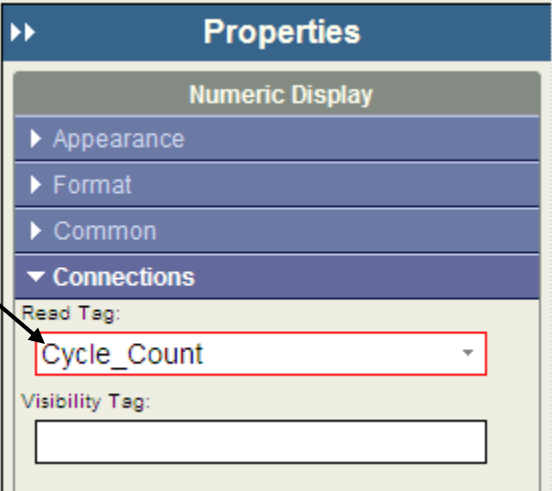 Properties
Numeric Display
Appearance
Format
Common
Connections
Read Tag:
Cycle_Count
Visibility Tag: